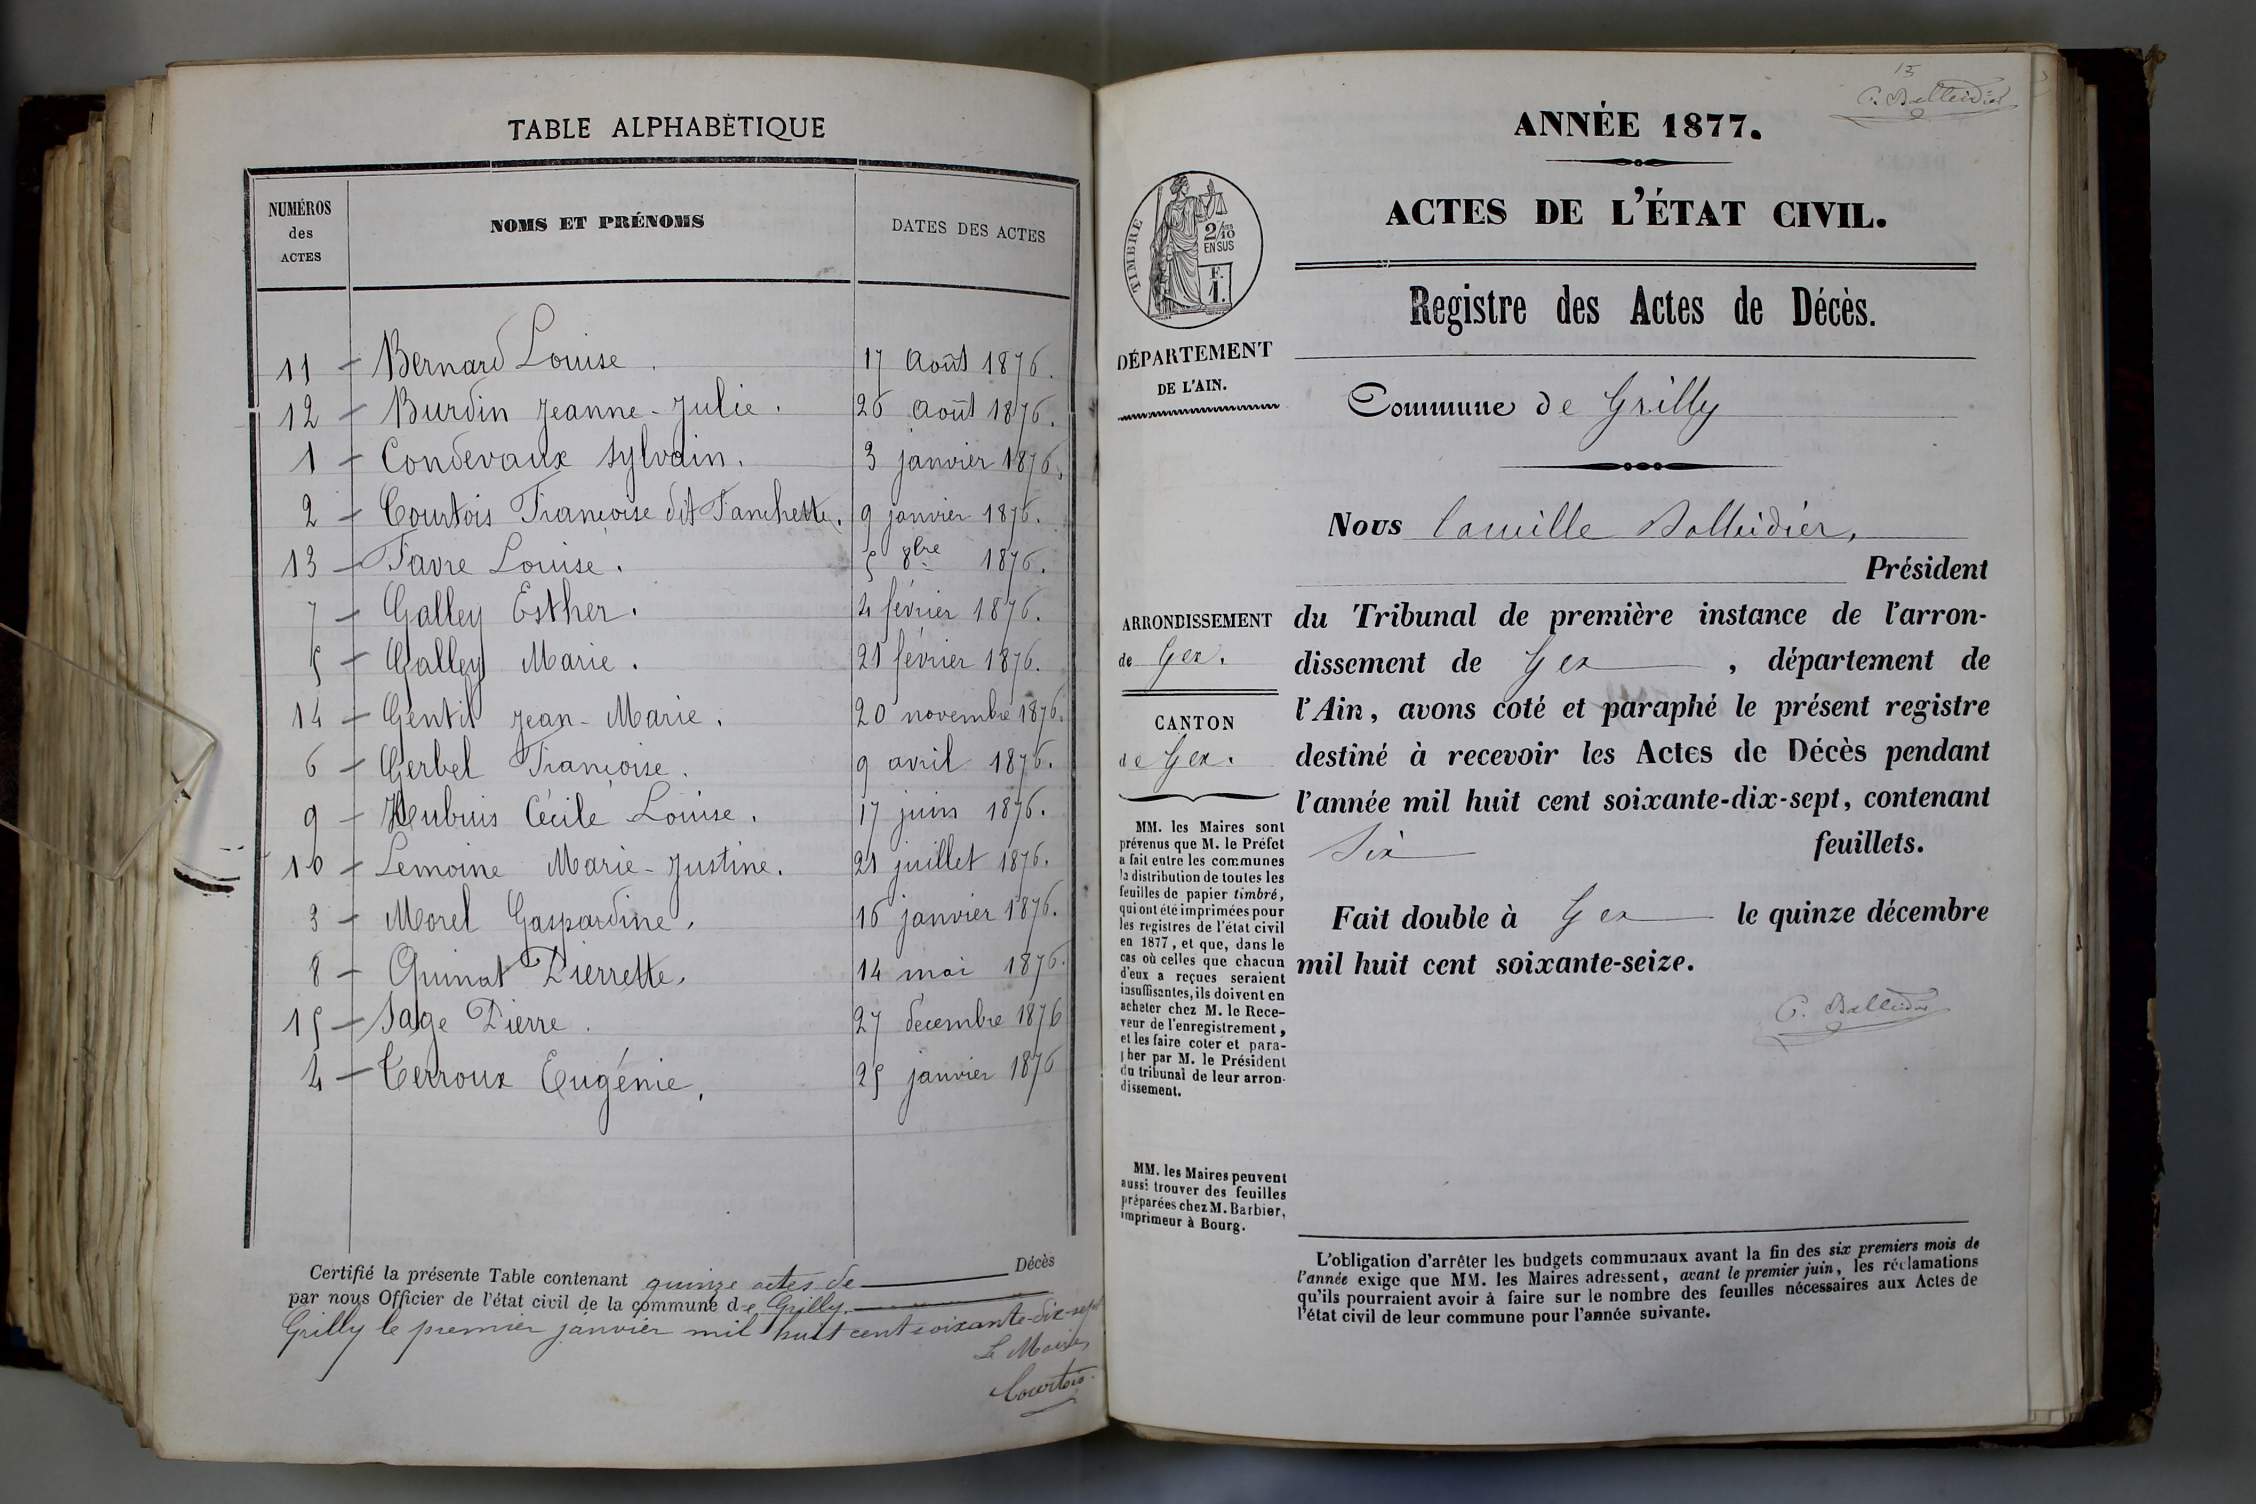 TABLE ALPHABÈTIQUE
NUMÉROS
des
ACTES
NOMS ET PRÉNOMS
DATES DES ACTES
11 — Bernard Louise. 17 Août 1876.
12 — Burdin Jeanne-Julie. 26 Août 1876.
1 — Condevaux Sylvain. 3 janvier 1876.
2 — Courtois Françoise dit Fanchette. 9 janvier 1876.
13 — Favre Louise. 5 8bre 1876.
7 — Galley Esther. 4 février 1876.
5 — Galley Marie. 21 février 1876.
14 — Gentil Jean-Marie. 20 novembre 1876.
6 — Gerbel Françoise. 9 avril 1876.
9 — Cécile Louise. 17 juin 1876.
10 — Lemoine Marie-Justine. 21 juillet 1876.
3 — Morel Gaspardine. 16 janvier 1876.
8 — Quinat Pierrette. 14 mai 1876.
15 — Sage Pierre. 27 décembre 1876
4 — Terroux Eugénie. 25 janvier 1876
Certifié la présente Table contenant quinze actes de Décès
par nous Officier de l'état civil de la commune de Grilly.
Grilly le premier janvier mil huit cent soixante-dix-sept
Le Maire,
Courtois
15
C. Balleidier
ANNÉE 1877.
ACTES DE L'ÉTAT CIVIL.
TIMBRE
2/10 EN SUS
F. 1.
Registre des Actes de Décès.
DÉPARTEMENT
DE L'AIN.
Commune de Grilly
Nous Camille Balleidier,
Président
ARRONDISSEMENT
de Gex.
CANTON
de Gex.
du Tribunal de première instance de l'arron-
dissement de Gex, département de
l'Ain, avons coté et paraphé le présent registre
destiné à recevoir les Actes de Décès pendant
l'année mil huit cent soixante-dix-sept, contenant
Six feuillets.
Fait double à Gex le quinze décembre
mil huit cent soixante-seize.
C. Balleidier
MM. les Maires sont
prévenus que M. le Préfet
a fait entre les communes
la distribution de toutes les
feuilles de papier timbré,
qui ont été imprimées pour
les registres de l'état civil
en 1877, et que, dans le
cas où celles que chacun
d'eux a reçues seraient
insuffisantes, ils doivent en
acheter chez M. le Rece-
veur de l'enregistrement,
et les faire coter et para-
pher par M. le Président
du tribunal de leur arron-
dissement.
MM. les Maires peuvent
aussi trouver des feuilles
préparées chez M. Barbier,
imprimeur à Bourg.
L'obligation d'arrêter les budgets communaux avant la fin des six premiers mois de
l'année exige que MM. les Maires adressent, avant le premier juin, les réclamations
qu'ils pourraient avoir à faire sur le nombre des feuilles nécessaires aux Actes de
l'état civil de leur commune pour l'année suivante.